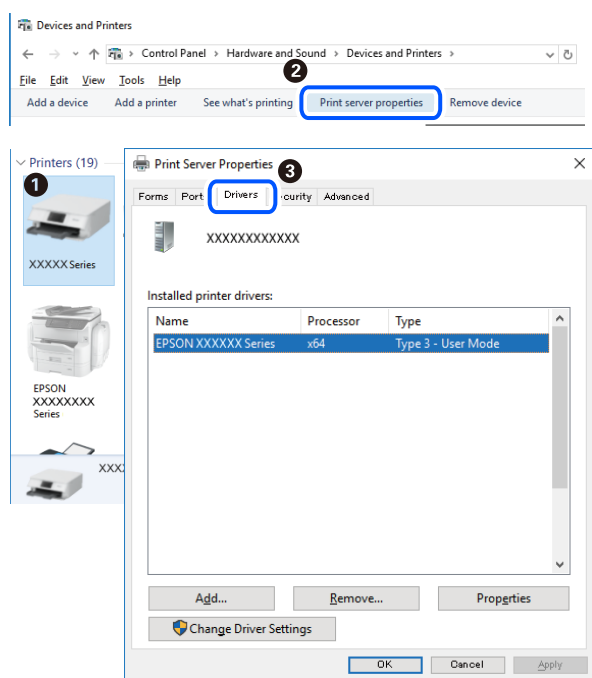 Devices and Printers
Control Panel > Hardware and Sound > Devices and Printers >
2
File Edit View Tools Help
Add a device Add a printer See what's printing Print server properties Remove device
Printers (19)
1
XXXXX Series
EPSON
XXXXXXXX
Series
XXX
Print Server Properties
3
Forms Port Drivers curity Advanced
XXXXXXXXXXXX
Installed printer drivers:
Name Processor Type
EPSON XXXXXX Series x64 Type 3 - User Mode
Add... Remove... Properties
Change Driver Settings
OK Cancel Apply